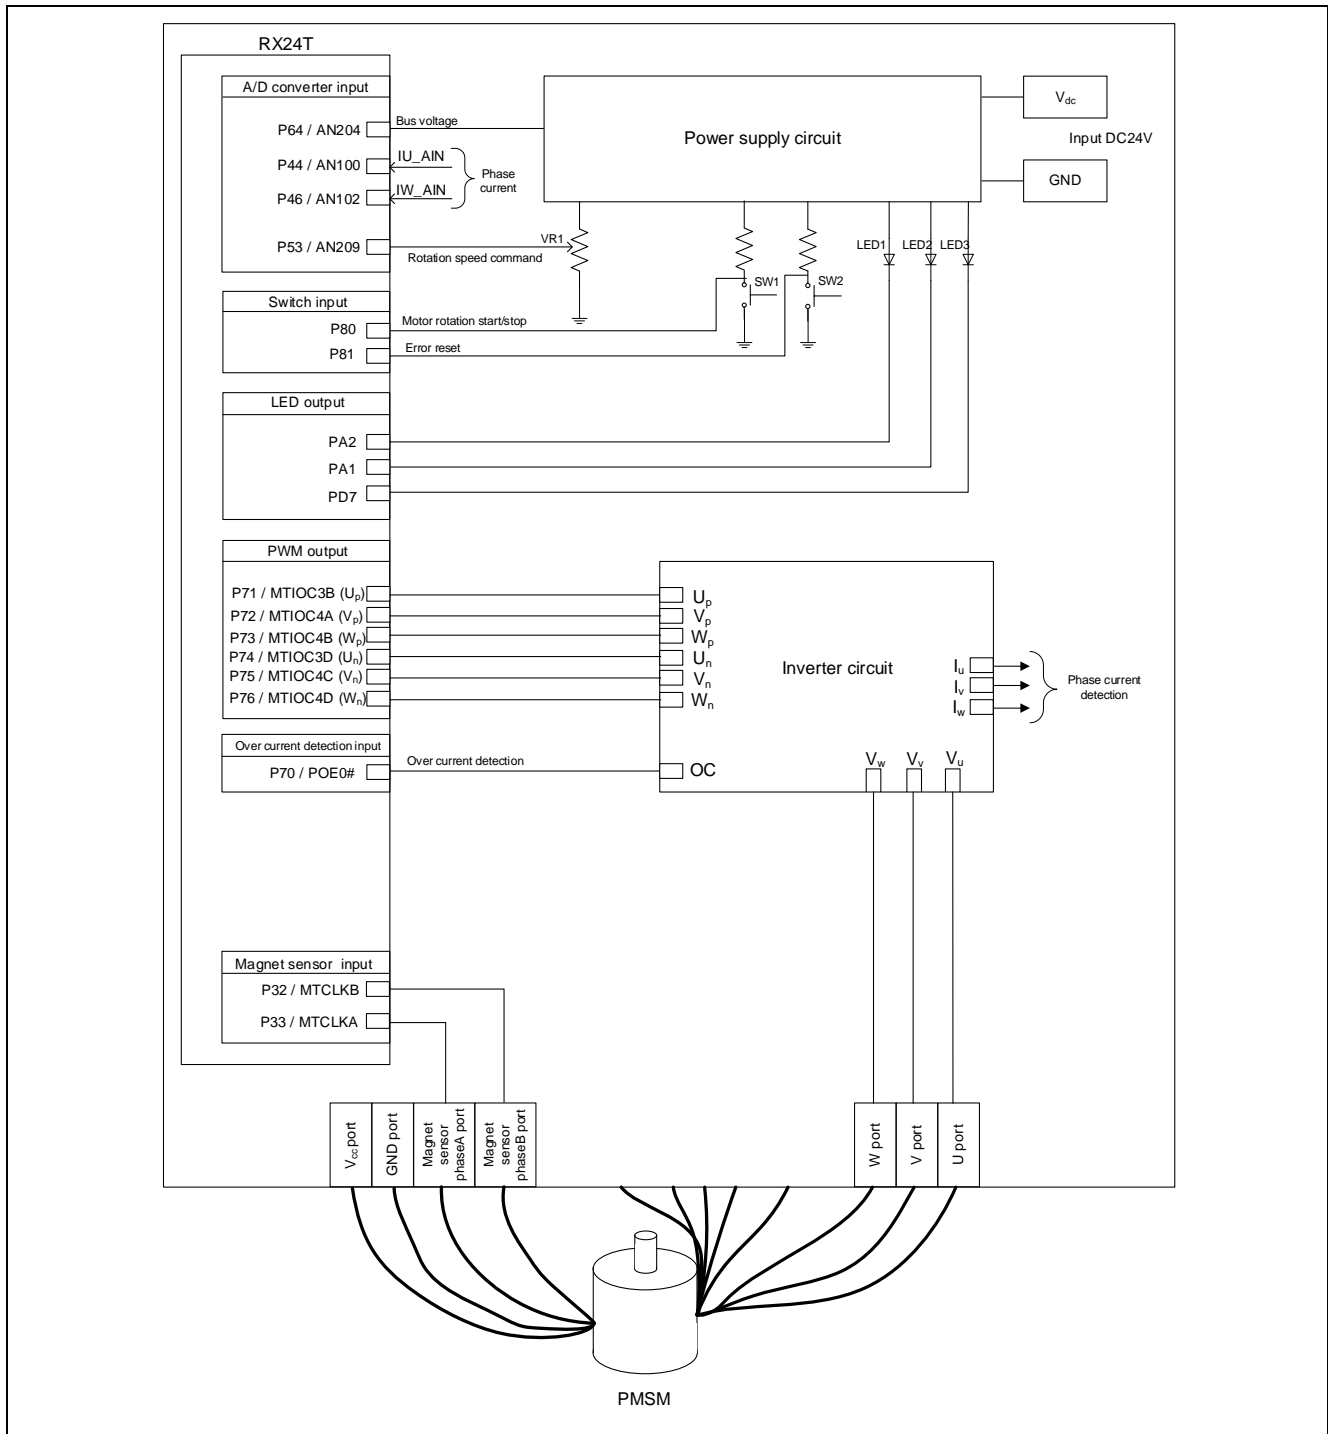 RX24T
A/D converter input
P64 / AN204
P44 / AN100
P46 / AN102
P53 / AN209
Bus voltage
IU_AIN
IW_AIN
Phase
current
Rotation speed command
VR1
Power supply circuit
Vdc
Input DC24V
GND
SW1
SW2
LED1
LED2
LED3
Switch input
P80
P81
Motor rotation start/stop
Error reset
LED output
PA2
PA1
PD7
PWM output
P71 / MTIOC3B (Up)
P72 / MTIOC4A (Vp)
P73 / MTIOC4B (Wp)
P74 / MTIOC3D (Un)
P75 / MTIOC4C (Vn)
P76 / MTIOC4D (Wn)
Up
Vp
Wp
Un
Vn
Wn
Inverter circuit
Iu
Iv
Iw
Phase current
detection
Over current detection input
P70 / POE0#
Over current detection
OC
Vw
Vv
Vu
Magnet sensor input
P32 / MTCLKB
P33 / MTCLKA
Vcc port
GND port
Magnet
sensor
phaseA port
Magnet
sensor
phaseB port
W port
V port
U port
PMSM